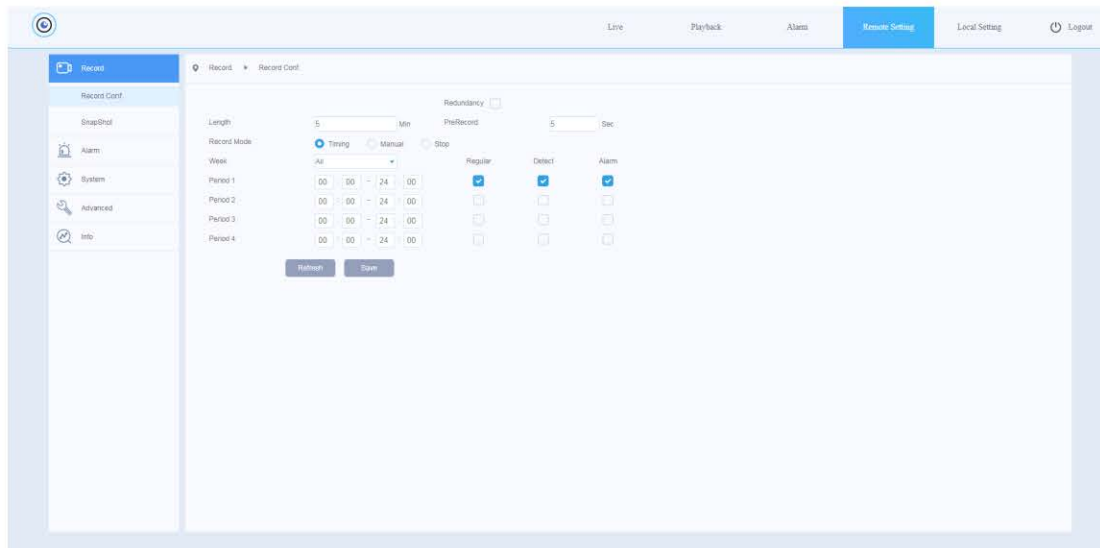 Live Playback Alarm Remote Setting Local Setting Logout
Record
Record Conf.
SnapShot
Alarm
System
Advanced
Info
Record Record Conf.
Redundancy
Length 5 Min PreRecord 5 Sec
Record Mode Timing Manual Stop
Week All Regular Detect Alarm
Period 1 00 : 00 - 24 : 00
Period 2 00 : 00 - 24 : 00
Period 3 00 : 00 - 24 : 00
Period 4 00 : 00 - 24 : 00
Refresh Save